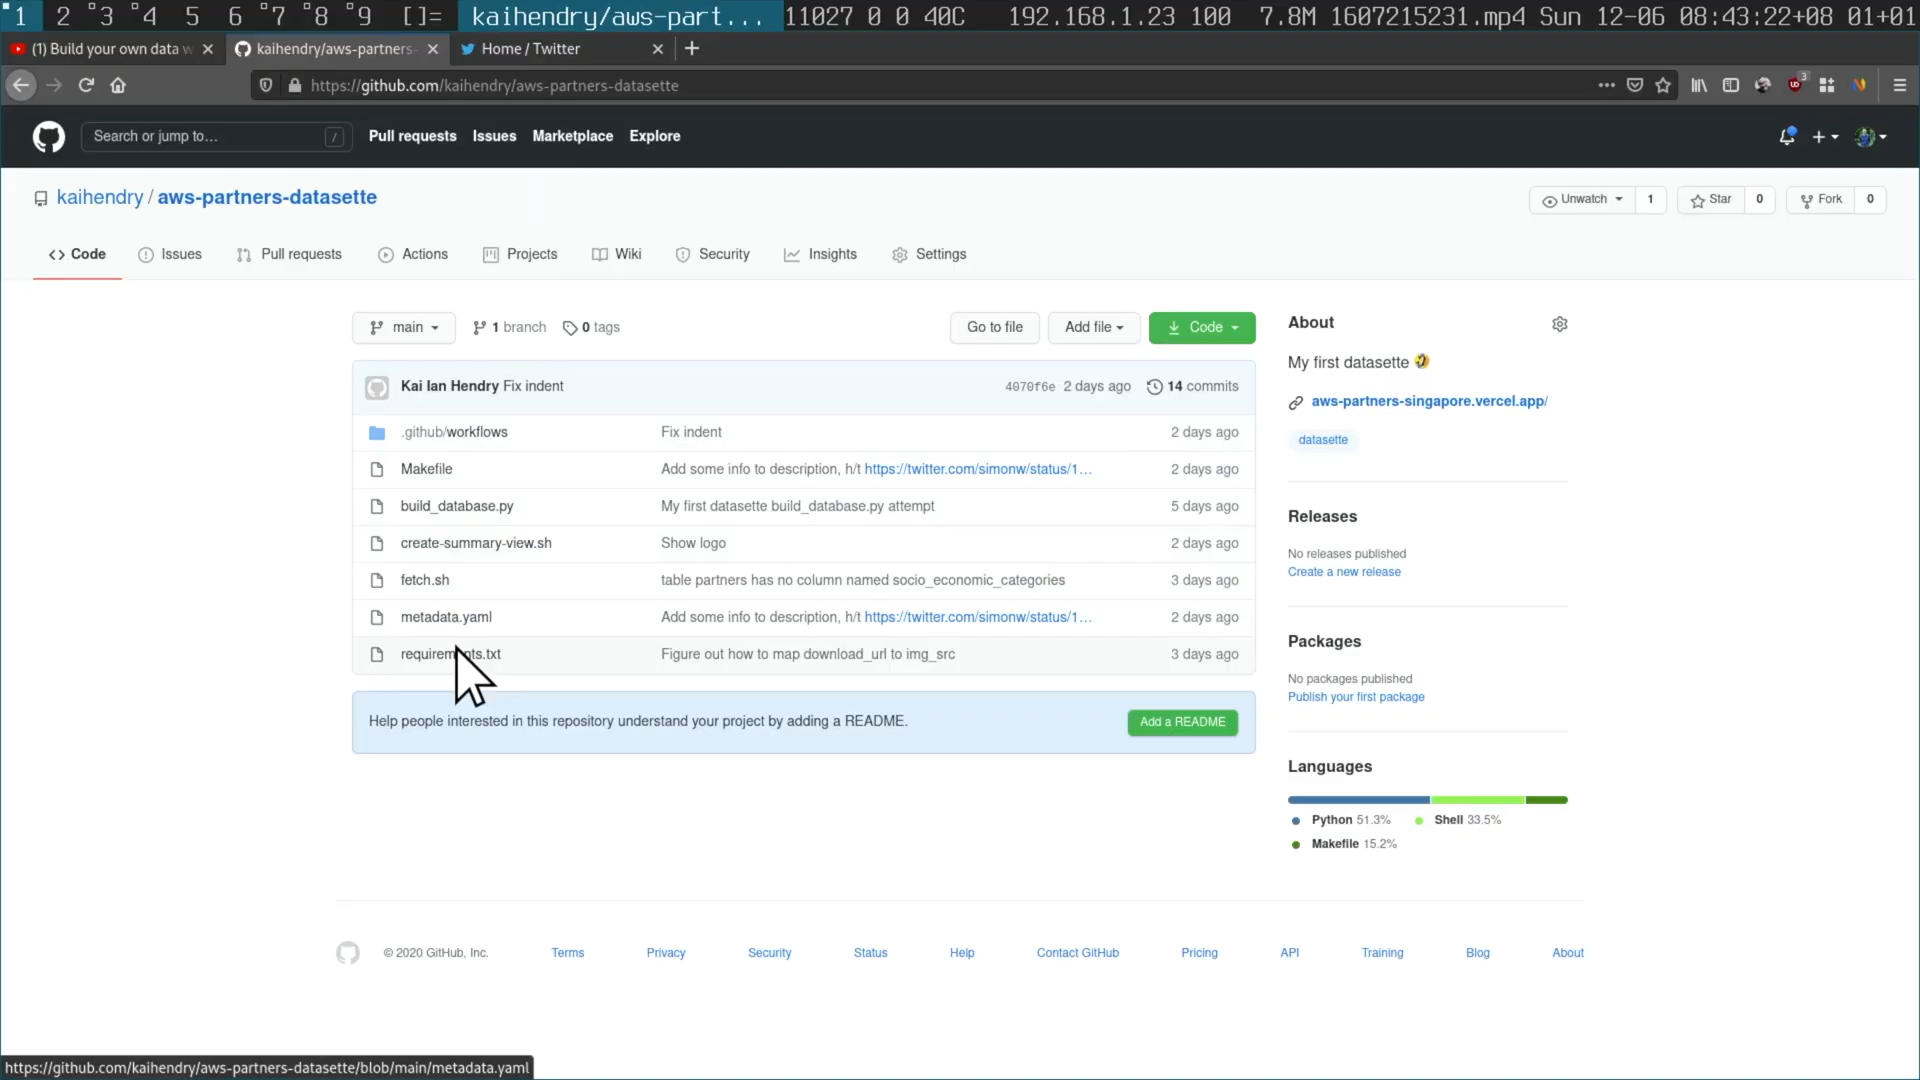 1 2 3 4 5 6 7 8 9 []= kaihendry/aws-part... 11027 0 0 40C 192.168.1.23 100 7.8M 1607215231.mp4 Sun 12-06 08:43:22+08 01+01
(1) Build your own data w kaihendry/aws-partners- Home / Twitter
https://github.com/kaihendry/aws-partners-datasette 3
Search or jump to… / Pull requests Issues Marketplace Explore
kaihendry / aws-partners-datasette Unwatch 1 Star 0 Fork 0
Code Issues Pull requests Actions Projects Wiki Security Insights Settings
main 1 branch 0 tags Go to file Add file Code
Kai Ian Hendry Fix indent 4070f6e 2 days ago 14 commits
.github/workflows Fix indent 2 days ago
Makefile Add some info to description, h/t https://twitter.com/simonw/status/1… 2 days ago
build_database.py My first datasette build_database.py attempt 5 days ago
create-summary-view.sh Show logo 2 days ago
fetch.sh table partners has no column named socio_economic_categories 3 days ago
metadata.yaml Add some info to description, h/t https://twitter.com/simonw/status/1… 2 days ago
requirements.txt Figure out how to map download_url to img_src 3 days ago
Help people interested in this repository understand your project by adding a README. Add a README
About
My first datasette 🤣
aws-partners-singapore.vercel.app/
datasette
Releases
No releases published
Create a new release
Packages
No packages published
Publish your first package
Languages
Python 51.3% Shell 33.5%
Makefile 15.2%
© 2020 GitHub, Inc. Terms Privacy Security Status Help Contact GitHub Pricing API Training Blog About
https://github.com/kaihendry/aws-partners-datasette/blob/main/metadata.yaml